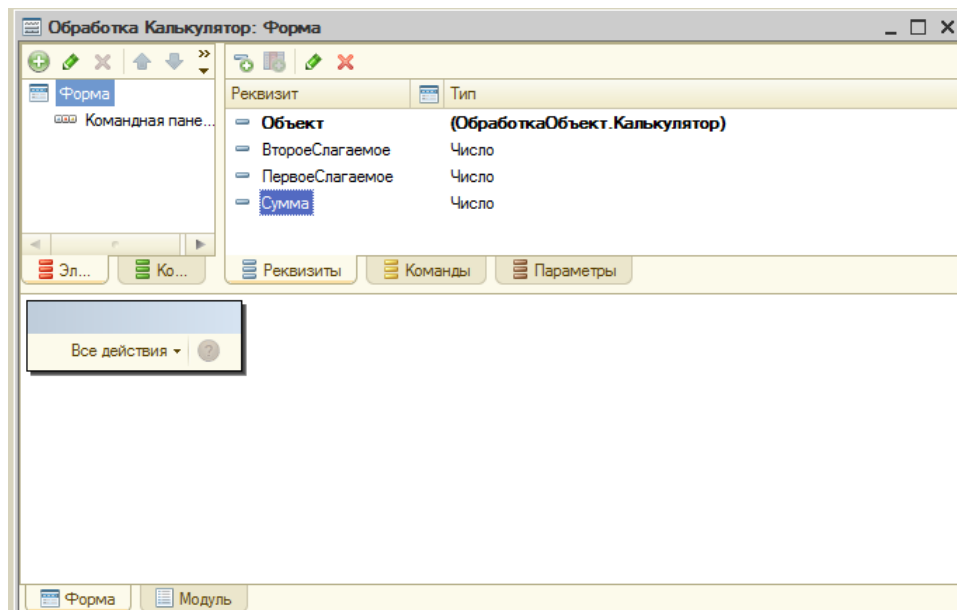 Обработка Калькулятор: Форма
Форма
Командная пане...
Реквизит Тип
Объект (ОбработкаОбъект.Калькулятор)
ВтороеСлагаемое Число
ПервоеСлагаемое Число
Сумма Число
Эл... Ко... Реквизиты Команды Параметры
Все действия
Форма Модуль